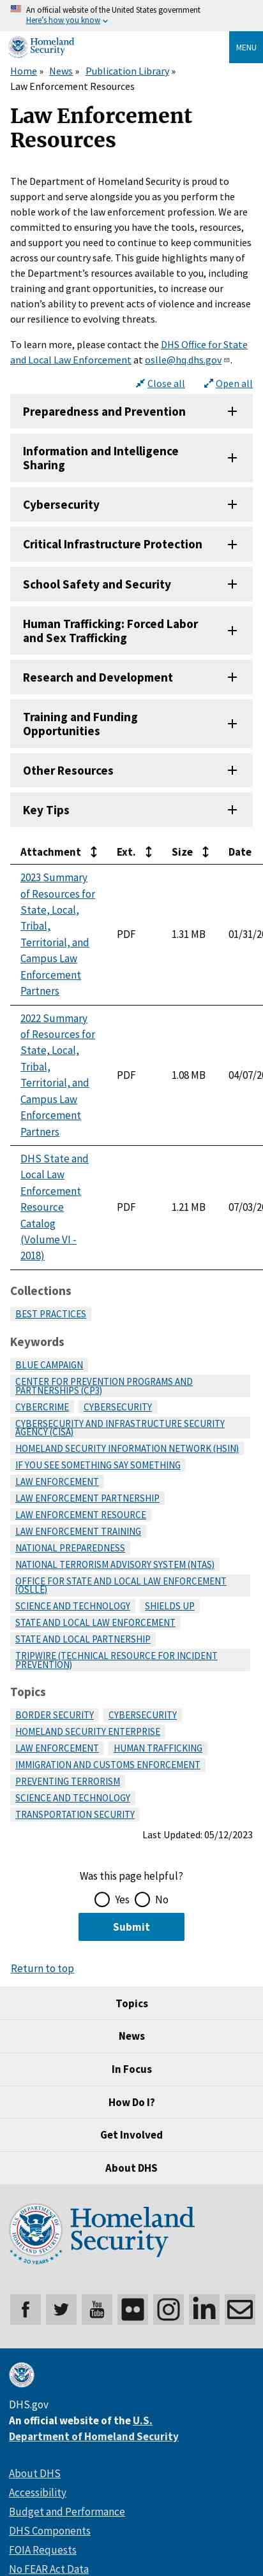 An official website of the United States government
Here's how you know
Homeland
Security
MENU
Home » News » Publication Library »
Law Enforcement Resources
Law Enforcement
Resources
The Department of Homeland Security is proud to
serve and stand alongside you as you perform the
noble work of the law enforcement profession. We are
committed to ensuring you have the tools, resources,
and support you need to continue to keep communities
across the country safe. This guide highlights many of
the Department's resources available to you, including
training and grant opportunities, to increase our
nation's ability to prevent acts of violence and increase
our resilience to evolving threats.
To learn more, please contact the DHS Office for State
and Local Law Enforcement at oslle@hq.dhs.gov.
Close all Open all
Preparedness and Prevention
Information and Intelligence
Sharing
Cybersecurity
Critical Infrastructure Protection
School Safety and Security
Human Trafficking: Forced Labor
and Sex Trafficking
Research and Development
Training and Funding
Opportunities
Other Resources
Key Tips
Attachment Ext. Size Date
2023 Summary
of Resources for
State, Local,
Tribal,
Territorial, and
Campus Law
Enforcement
Partners
PDF 1.31 MB 01/31/20
2022 Summary
of Resources for
State, Local,
Tribal,
Territorial, and
Campus Law
Enforcement
Partners
PDF 1.08 MB 04/07/20
DHS State and
Local Law
Enforcement
Resource
Catalog
(Volume VI -
2018)
PDF 1.21 MB 07/03/20
Collections
BEST PRACTICES
Keywords
BLUE CAMPAIGN
CENTER FOR PREVENTION PROGRAMS AND
PARTNERSHIPS (CP3)
CYBERCRIME CYBERSECURITY
CYBERSECURITY AND INFRASTRUCTURE SECURITY
AGENCY (CISA)
HOMELAND SECURITY INFORMATION NETWORK (HSIN)
IF YOU SEE SOMETHING SAY SOMETHING
LAW ENFORCEMENT
LAW ENFORCEMENT PARTNERSHIP
LAW ENFORCEMENT RESOURCE
LAW ENFORCEMENT TRAINING
NATIONAL PREPAREDNESS
NATIONAL TERRORISM ADVISORY SYSTEM (NTAS)
OFFICE FOR STATE AND LOCAL LAW ENFORCEMENT
(OSLLE)
SCIENCE AND TECHNOLOGY SHIELDS UP
STATE AND LOCAL LAW ENFORCEMENT
STATE AND LOCAL PARTNERSHIP
TRIPWIRE (TECHNICAL RESOURCE FOR INCIDENT
PREVENTION)
Topics
BORDER SECURITY CYBERSECURITY
HOMELAND SECURITY ENTERPRISE
LAW ENFORCEMENT HUMAN TRAFFICKING
IMMIGRATION AND CUSTOMS ENFORCEMENT
PREVENTING TERRORISM
SCIENCE AND TECHNOLOGY
TRANSPORTATION SECURITY
Last Updated: 05/12/2023
Was this page helpful?
Yes No
Submit
Return to top
Topics
News
In Focus
How Do I?
Get Involved
About DHS
Homeland
Security
You
Tube
DHS.gov
An official website of the U.S.
Department of Homeland Security
About DHS
Accessibility
Budget and Performance
DHS Components
FOIA Requests
No FEAR Act Data